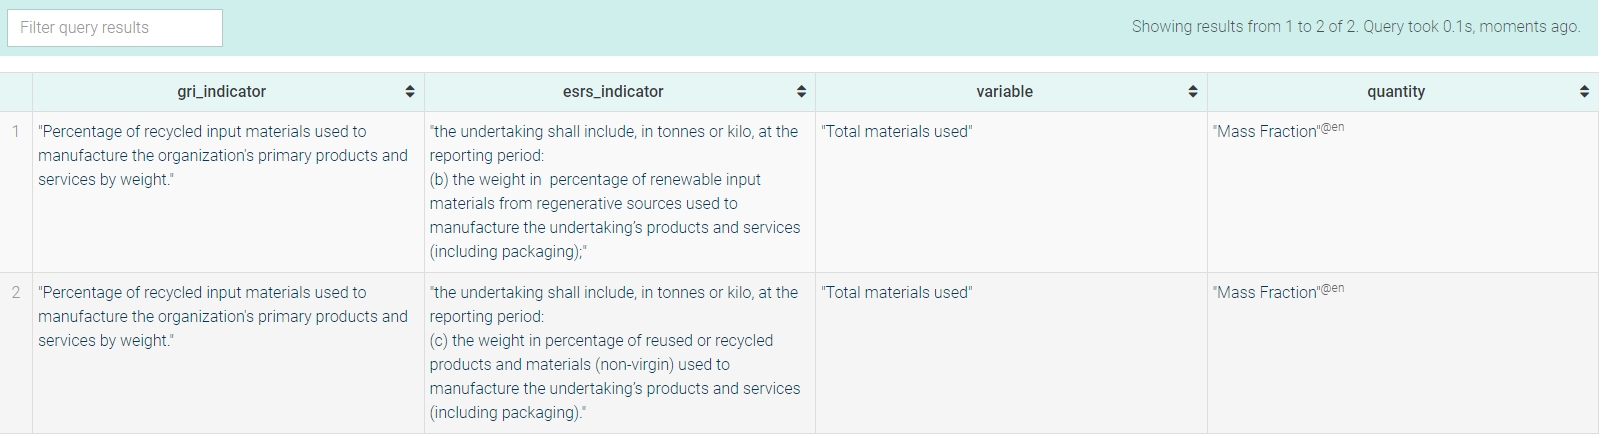 Filter query results
Showing results from 1 to 2 of 2. Query took 0.1s, moments ago.
gri_indicator
esrs_indicator
variable
quantity
1
"Percentage of recycled input materials used to
manufacture the organization's primary products and
services by weight."
"the undertaking shall include, in tonnes or kilo, at the
reporting period:
(b) the weight in  percentage of renewable input
materials from regenerative sources used to
manufacture the undertaking’s products and services
(including packaging);"
"Total materials used"
"Mass Fraction"@en
2
"Percentage of recycled input materials used to
manufacture the organization's primary products and
services by weight."
"the undertaking shall include, in tonnes or kilo, at the
reporting period:
(c) the weight in percentage of reused or recycled
products and materials (non-virgin) used to
manufacture the undertaking’s products and services
(including packaging)."
"Total materials used"
"Mass Fraction"@en